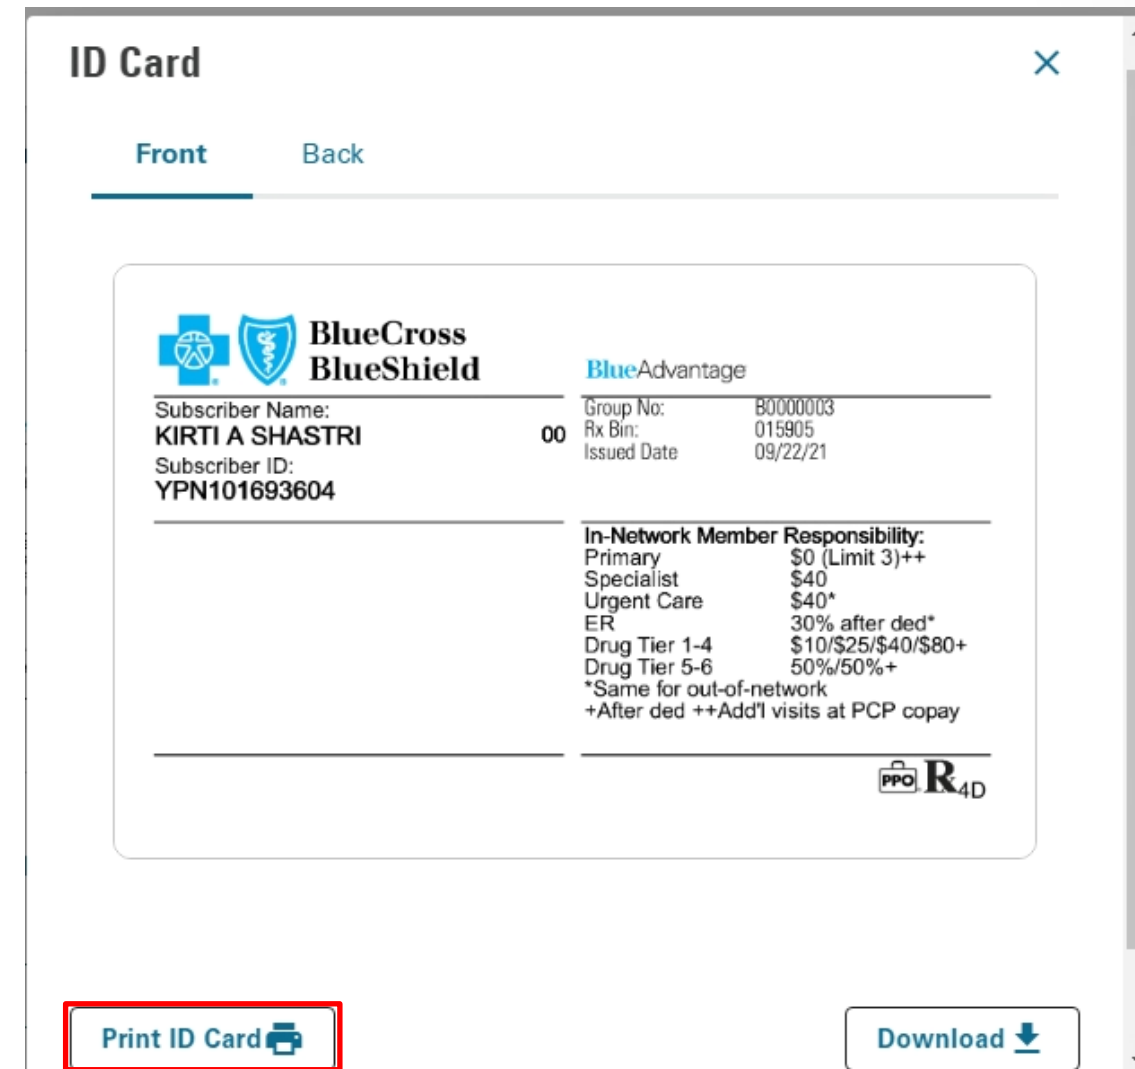 ID Card
Front Back
BlueCross
BlueShield
BlueAdvantage
Subscriber Name:
KIRTI A SHASTRI 00
Subscriber ID:
YPN101693604
Group No: B0000003
Rx Bin: 015905
Issued Date 09/22/21
In-Network Member Responsibility:
Primary $0 (Limit 3)++
Specialist $40
Urgent Care $40*
ER 30% after ded*
Drug Tier 1-4 $10/$25/$40/$80+
Drug Tier 5-6 50%/50%+
*Same for out-of-network
+After ded ++Add'l visits at PCP copay
PPO R 4D
Print ID Card
Download